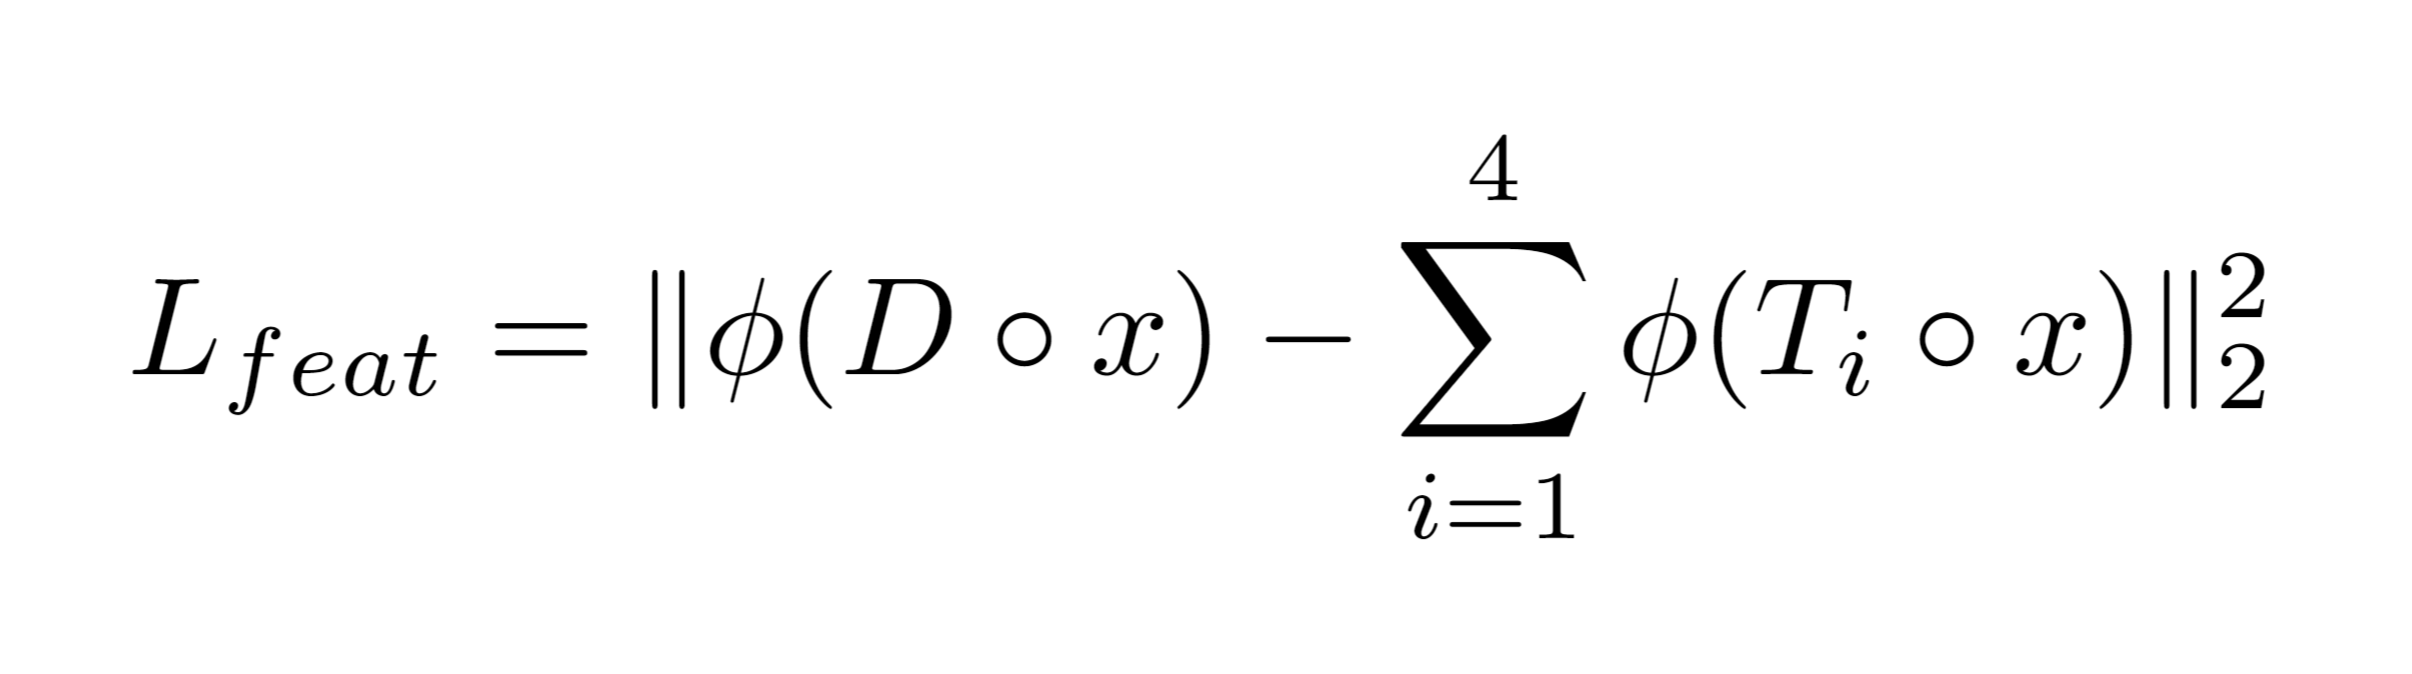 L_{feat} = \|\phi(D \circ x) - \sum_{i=1}^{4} \phi(T_i \circ x)\|_2^2